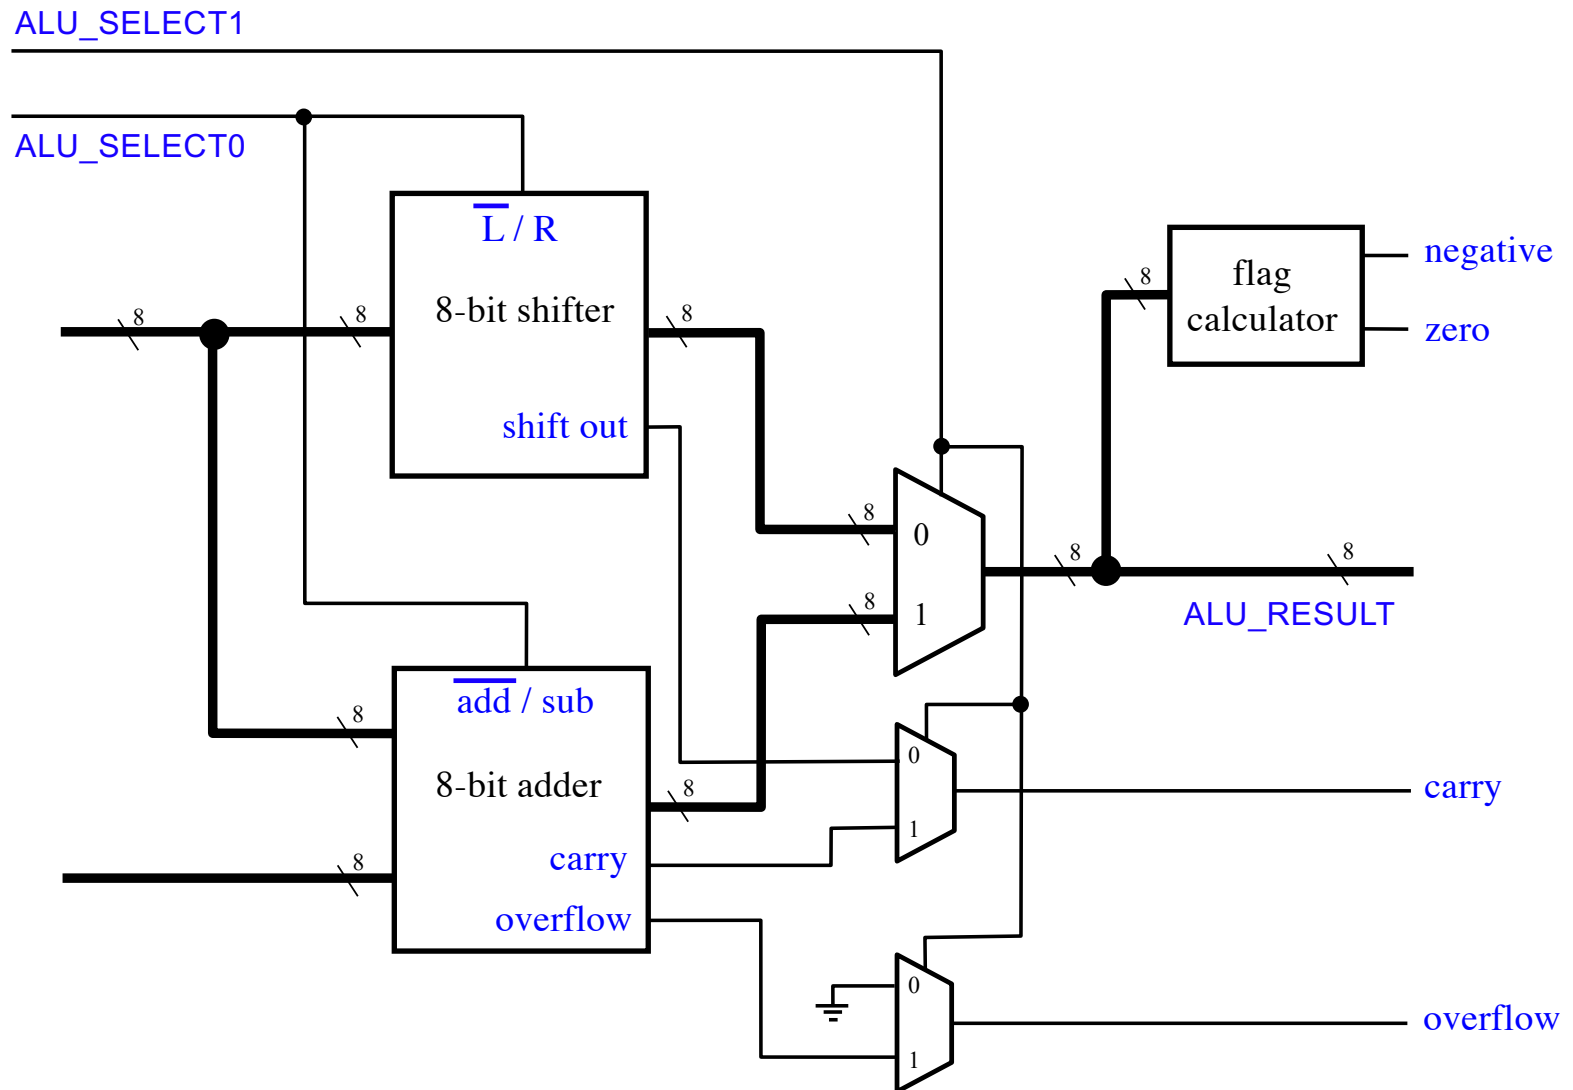 ALU_SELECT1
ALU_SELECT0
L / R
8-bit shifter
shift out
8
8
8
add / sub
8-bit adder
carry
overflow
8
8
8
8
8
0
1
0
1
0
1
8
8
8
flag
calculator
negative
zero
ALU_RESULT
carry
overflow